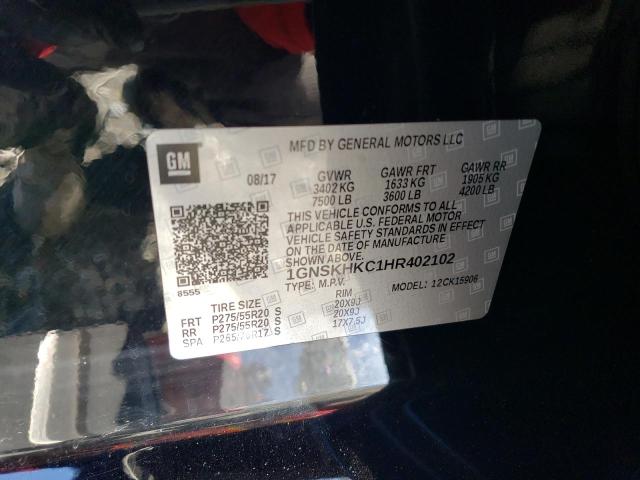 GM
MFD BY GENERAL MOTORS LLC
08/17 GVWR GAWR FRT GAWR RR
3402 KG 1633 KG 1905 KG
7500 LB 3600 LB 4200 LB
THIS VEHICLE CONFORMS TO ALL
APPLICABLE U.S. FEDERAL MOTOR
VEHICLE SAFETY STANDARDS IN EFFECT
ON THE DATE OF MANUFACTURE
SHOWN ABOVE.
1GNSKHKC1HR402102
TYPE: M.P.V. MODEL: 12CK15906
8555
TIRE SIZE RIM
FRT P275/55R20 S 20X9J
RR P275/55R20 S 20X9J
SPA P265/70R17 S 17X7.5J